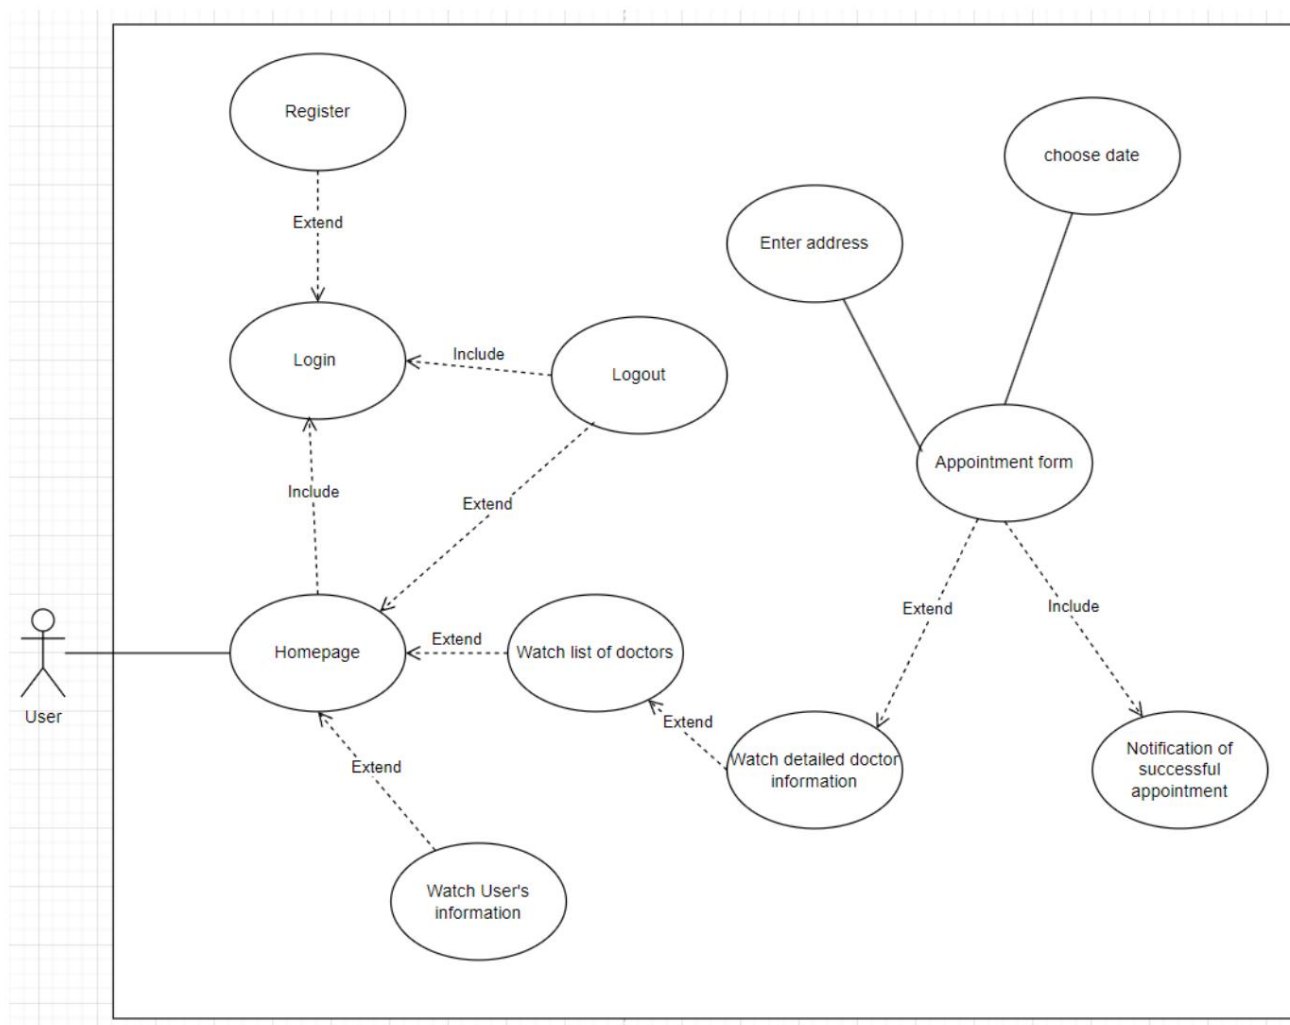 Register
choose date
Extend
Enter address
Login
Include
Logout
Appointment form
Include
Extend
Extend
Include
Homepage
Extend
Watch list of doctors
User
Extend
Watch detailed doctor
information
Notification of
successful
appointment
Extend
Watch User's
information